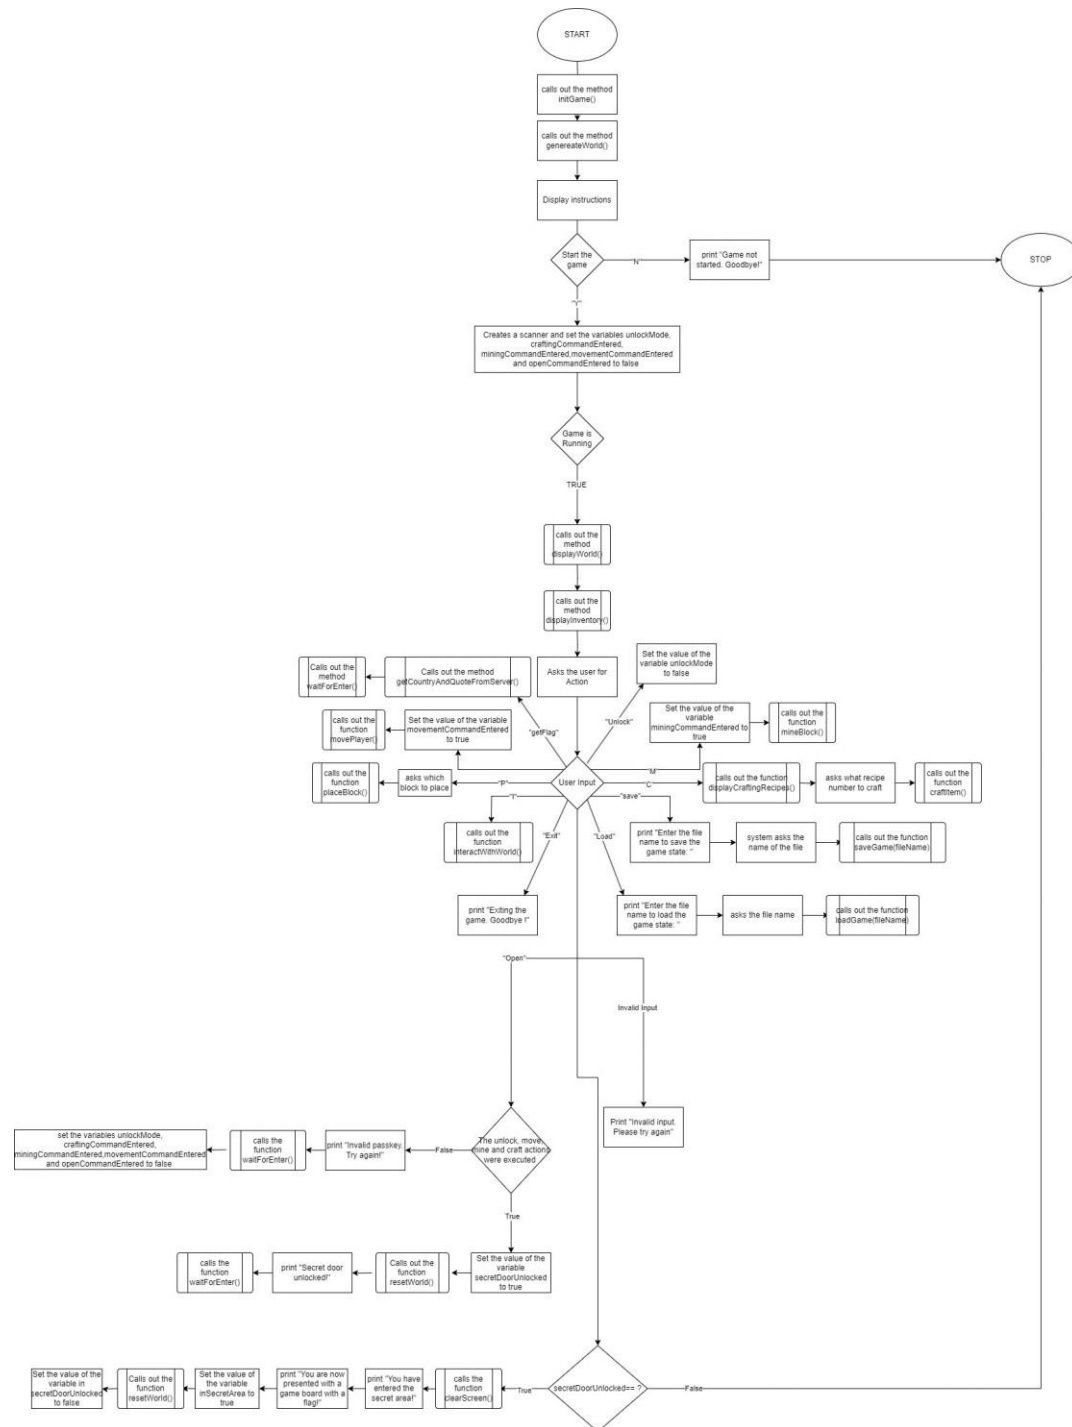 START
calls out the method
initGame()
calls out the method
genereateWorld()
Display instructions
Start the
game
"N"
print "Game not
started. Goodbye!"
STOP
"Y"
Creates a scanner and set the variables unlockMode,
craftingCommandEntered,
miningCommandEntered,movementCommandEntered
and openCommandEntered to false
Game is
Running
TRUE
calls out the
method
displayWorld()
calls out the
method
displayInventory()
Asks the user for
Action
Set the value of the
variable unlockMode
to false
Calls out the
method
waitForEnter()
Calls out the method
getCountryAndQuoteFromServer()
"getFlag"
"Unlock"
calls out the
function
movePlayer()
Set the value of the variable
movementCommandEntered to
true
Set the value of the
variable
miningCommandEntered to
true
calls out the
function
mineBlock()
"M"
calls out the
function
placeBlock()
asks which
block to place
"P"
User Input
"C"
calls out the function
displayCraftingRecipes()
asks what recipe
number to craft
calls out the
function
craftItem()
"I"
calls out the
function
interactWithWorld()
"save"
print "Enter the file
name to save the
game state: "
system asks the
name of the file
calls out the function
saveGame(fileName)
"Exit"
print "Exiting the
game. Goodbye !"
"Load"
print "Enter the file
name to load the
game state: "
asks the file name
calls out the function
loadGame(fileName)
"Open"
Invalid Input
Print "Invalid input.
Please try again"
The unlock, move,
mine and craft actions
were executed
False
print "Invalid passkey.
Try again!"
calls the
function
waitForEnter()
set the variables unlockMode,
craftingCommandEntered,
miningCommandEntered,movementCommandEntered
and openCommandEntered to false
True
Set the value of the
variable
secretDoorUnlocked
to true
Calls out the
function
resetWorld()
print "Secret door
unlocked!"
calls the
function
waitForEnter()
secretDoorUnlocked== ?
False
True
calls the
function
clearScreen()
print "You have
entered the
secret area!"
print "You are now
presented with a
game board with a
flag!"
Set the value of
the variable
inSecretArea to
true
Calls out the
function
resetWorld()
Set the value of the
variable in
secretDoorUnlocked
to false